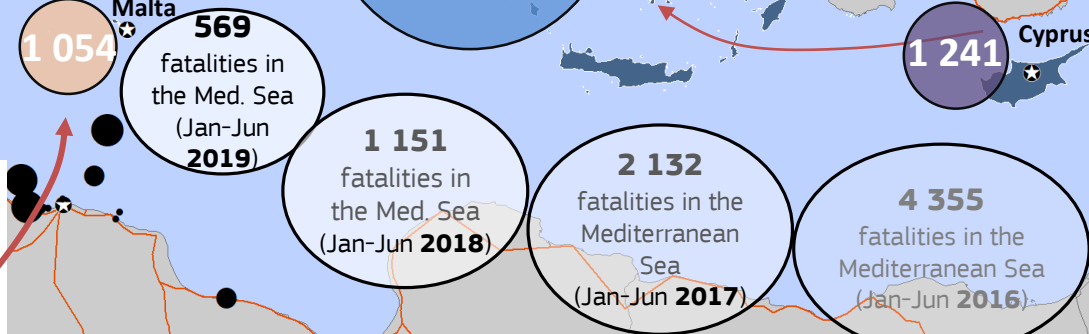 Malta
1 054
569
fatalities in
the Med. Sea
(Jan-Jun
2019)
1 151
fatalities in
the Med. Sea
(Jan-Jun 2018)
2 132
fatalities in the
Mediterranean
Sea
(Jan-Jun 2017)
4 355
fatalities in the
Mediterranean Sea
(Jan-Jun 2016)
1 241
Cyprus